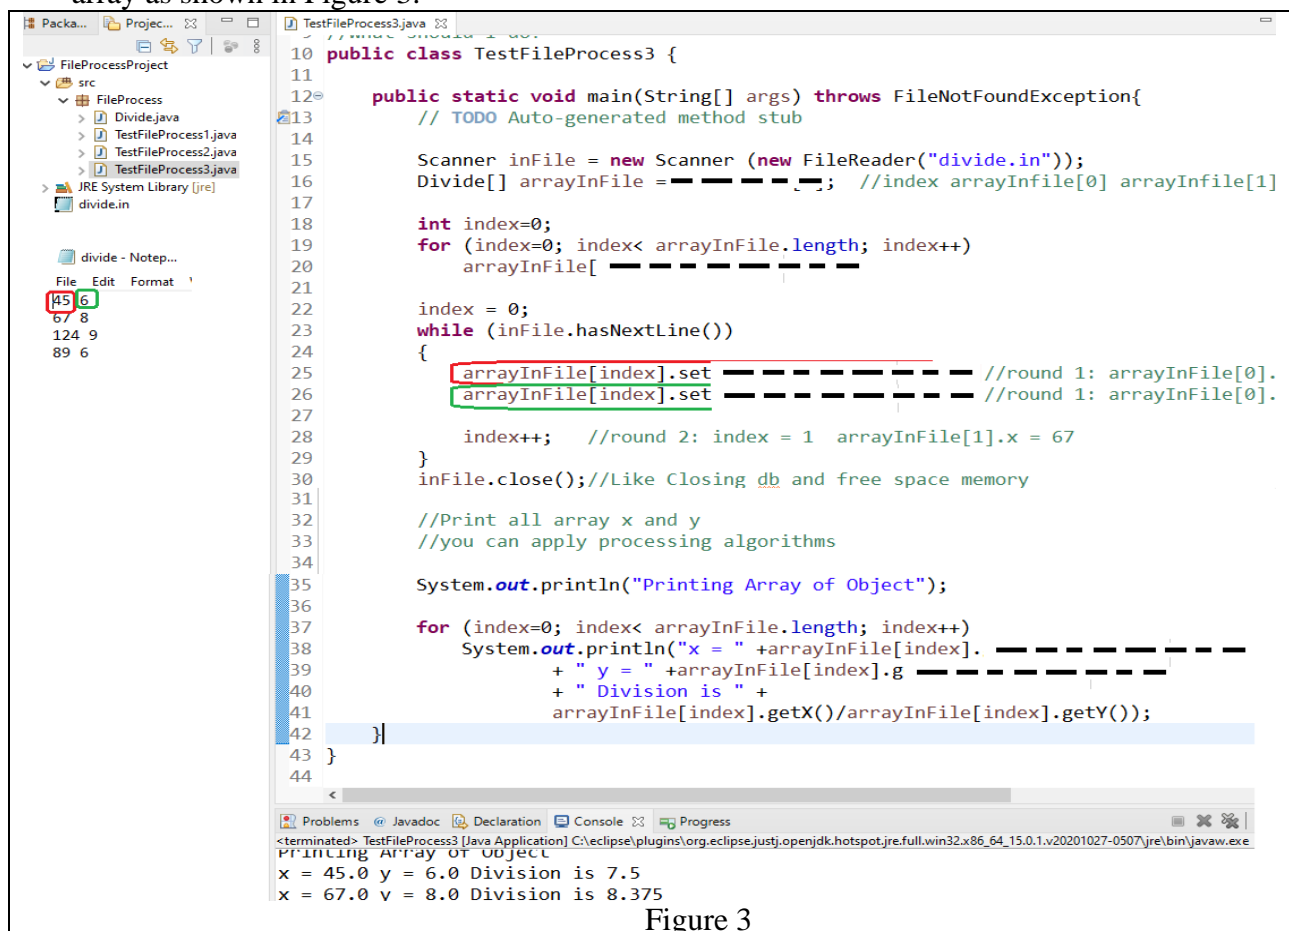 array as shown in Figure 3.
Packa... Projec...
FileProcessProject
src
FileProcess
Divide.java
TestFileProcess1.java
TestFileProcess2.java
TestFileProcess3.java
JRE System Library [jre]
divide.in
divide - Notep...
File Edit Format
45 6
67 8
124 9
89 6
TestFileProcess3.java
9 //What should I do?
10 public class TestFileProcess3 {
11
12 public static void main(String[] args) throws FileNotFoundException{
13 // TODO Auto-generated method stub
14
15 Scanner inFile = new Scanner (new FileReader("divide.in"));
16 Divide[] arrayInFile = ; //index arrayInfile[0] arrayInfile[1]
17
18 int index=0;
19 for (index=0; index< arrayInFile.length; index++)
20 arrayInFile[
21
22 index = 0;
23 while (inFile.hasNextLine())
24 {
25 arrayInFile[index].set //round 1: arrayInFile[0].
26 arrayInFile[index].set //round 1: arrayInFile[0].
27
28 index++; //round 2: index = 1 arrayInFile[1].x = 67
29 }
30 inFile.close();//Like Closing db and free space memory
31
32 //Print all array x and y
33 //you can apply processing algorithms
34
35 System.out.println("Printing Array of Object");
36
37 for (index=0; index< arrayInFile.length; index++)
38 System.out.println("x = " +arrayInFile[index].
39 + " y = " +arrayInFile[index].g
40 + " Division is " +
41 arrayInFile[index].getX()/arrayInFile[index].getY());
42 }
43 }
44
Problems @ Javadoc Declaration Console Progress
<terminated> TestFileProcess3 [Java Application] C:\eclipse\plugins\org.eclipse.justj.openjdk.hotspot.jre.full.win32.x86_64_15.0.1.v20201027-0507\jre\bin\javaw.exe
Printing Array of Object
x = 45.0 y = 6.0 Division is 7.5
x = 67.0 y = 8.0 Division is 8.375
Figure 3